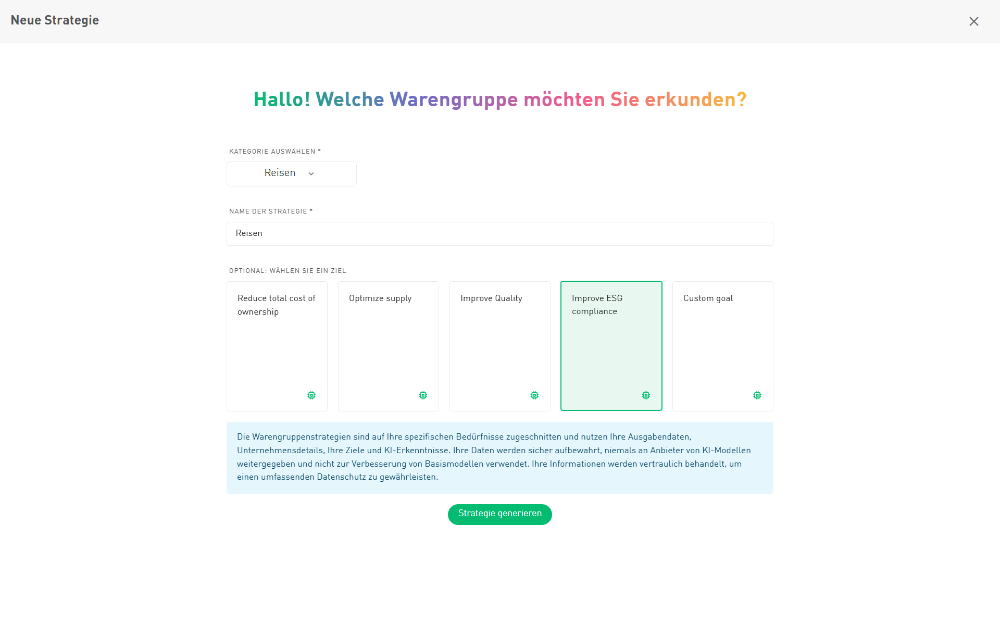 Neue Strategie
Hallo! Welche Warengruppe möchten Sie erkunden?
KATEGORIE AUSWÄHLEN *
Reisen
NAME DER STRATEGIE *
Reisen
OPTIONAL: WÄHLEN SIE EIN ZIEL
Reduce total cost of
ownership
Optimize supply
Improve Quality
Improve ESG
compliance
Custom goal
Die Warengruppenstrategien sind auf Ihre spezifischen Bedürfnisse zugeschnitten und nutzen Ihre Ausgabendaten,
Unternehmensdetails, Ihre Ziele und KI-Erkenntnisse. Ihre Daten werden sicher aufbewahrt, niemals an Anbieter von KI-Modellen
weitergegeben und nicht zur Verbesserung von Basismodellen verwendet. Ihre Informationen werden vertraulich behandelt, um
einen umfassenden Datenschutz zu gewährleisten.
Strategie generieren